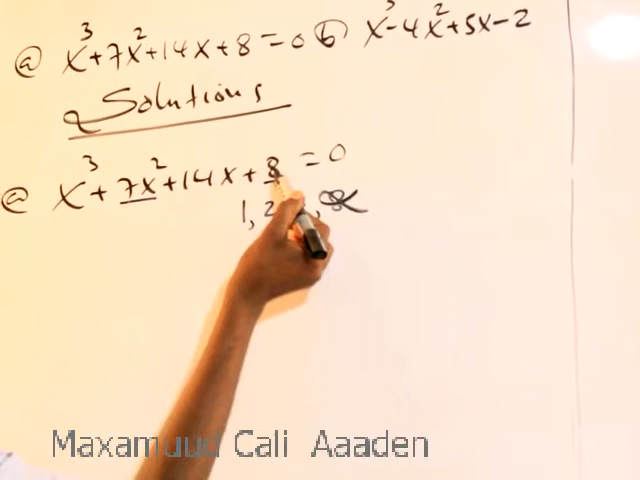 ⓐ x³+7x²+14x+8=0 ⓑ x³-4x²+5x-2
Solutions
ⓐ x³+7x²+14x+8=0
1, 2
Maxamuud Cali Aaaden